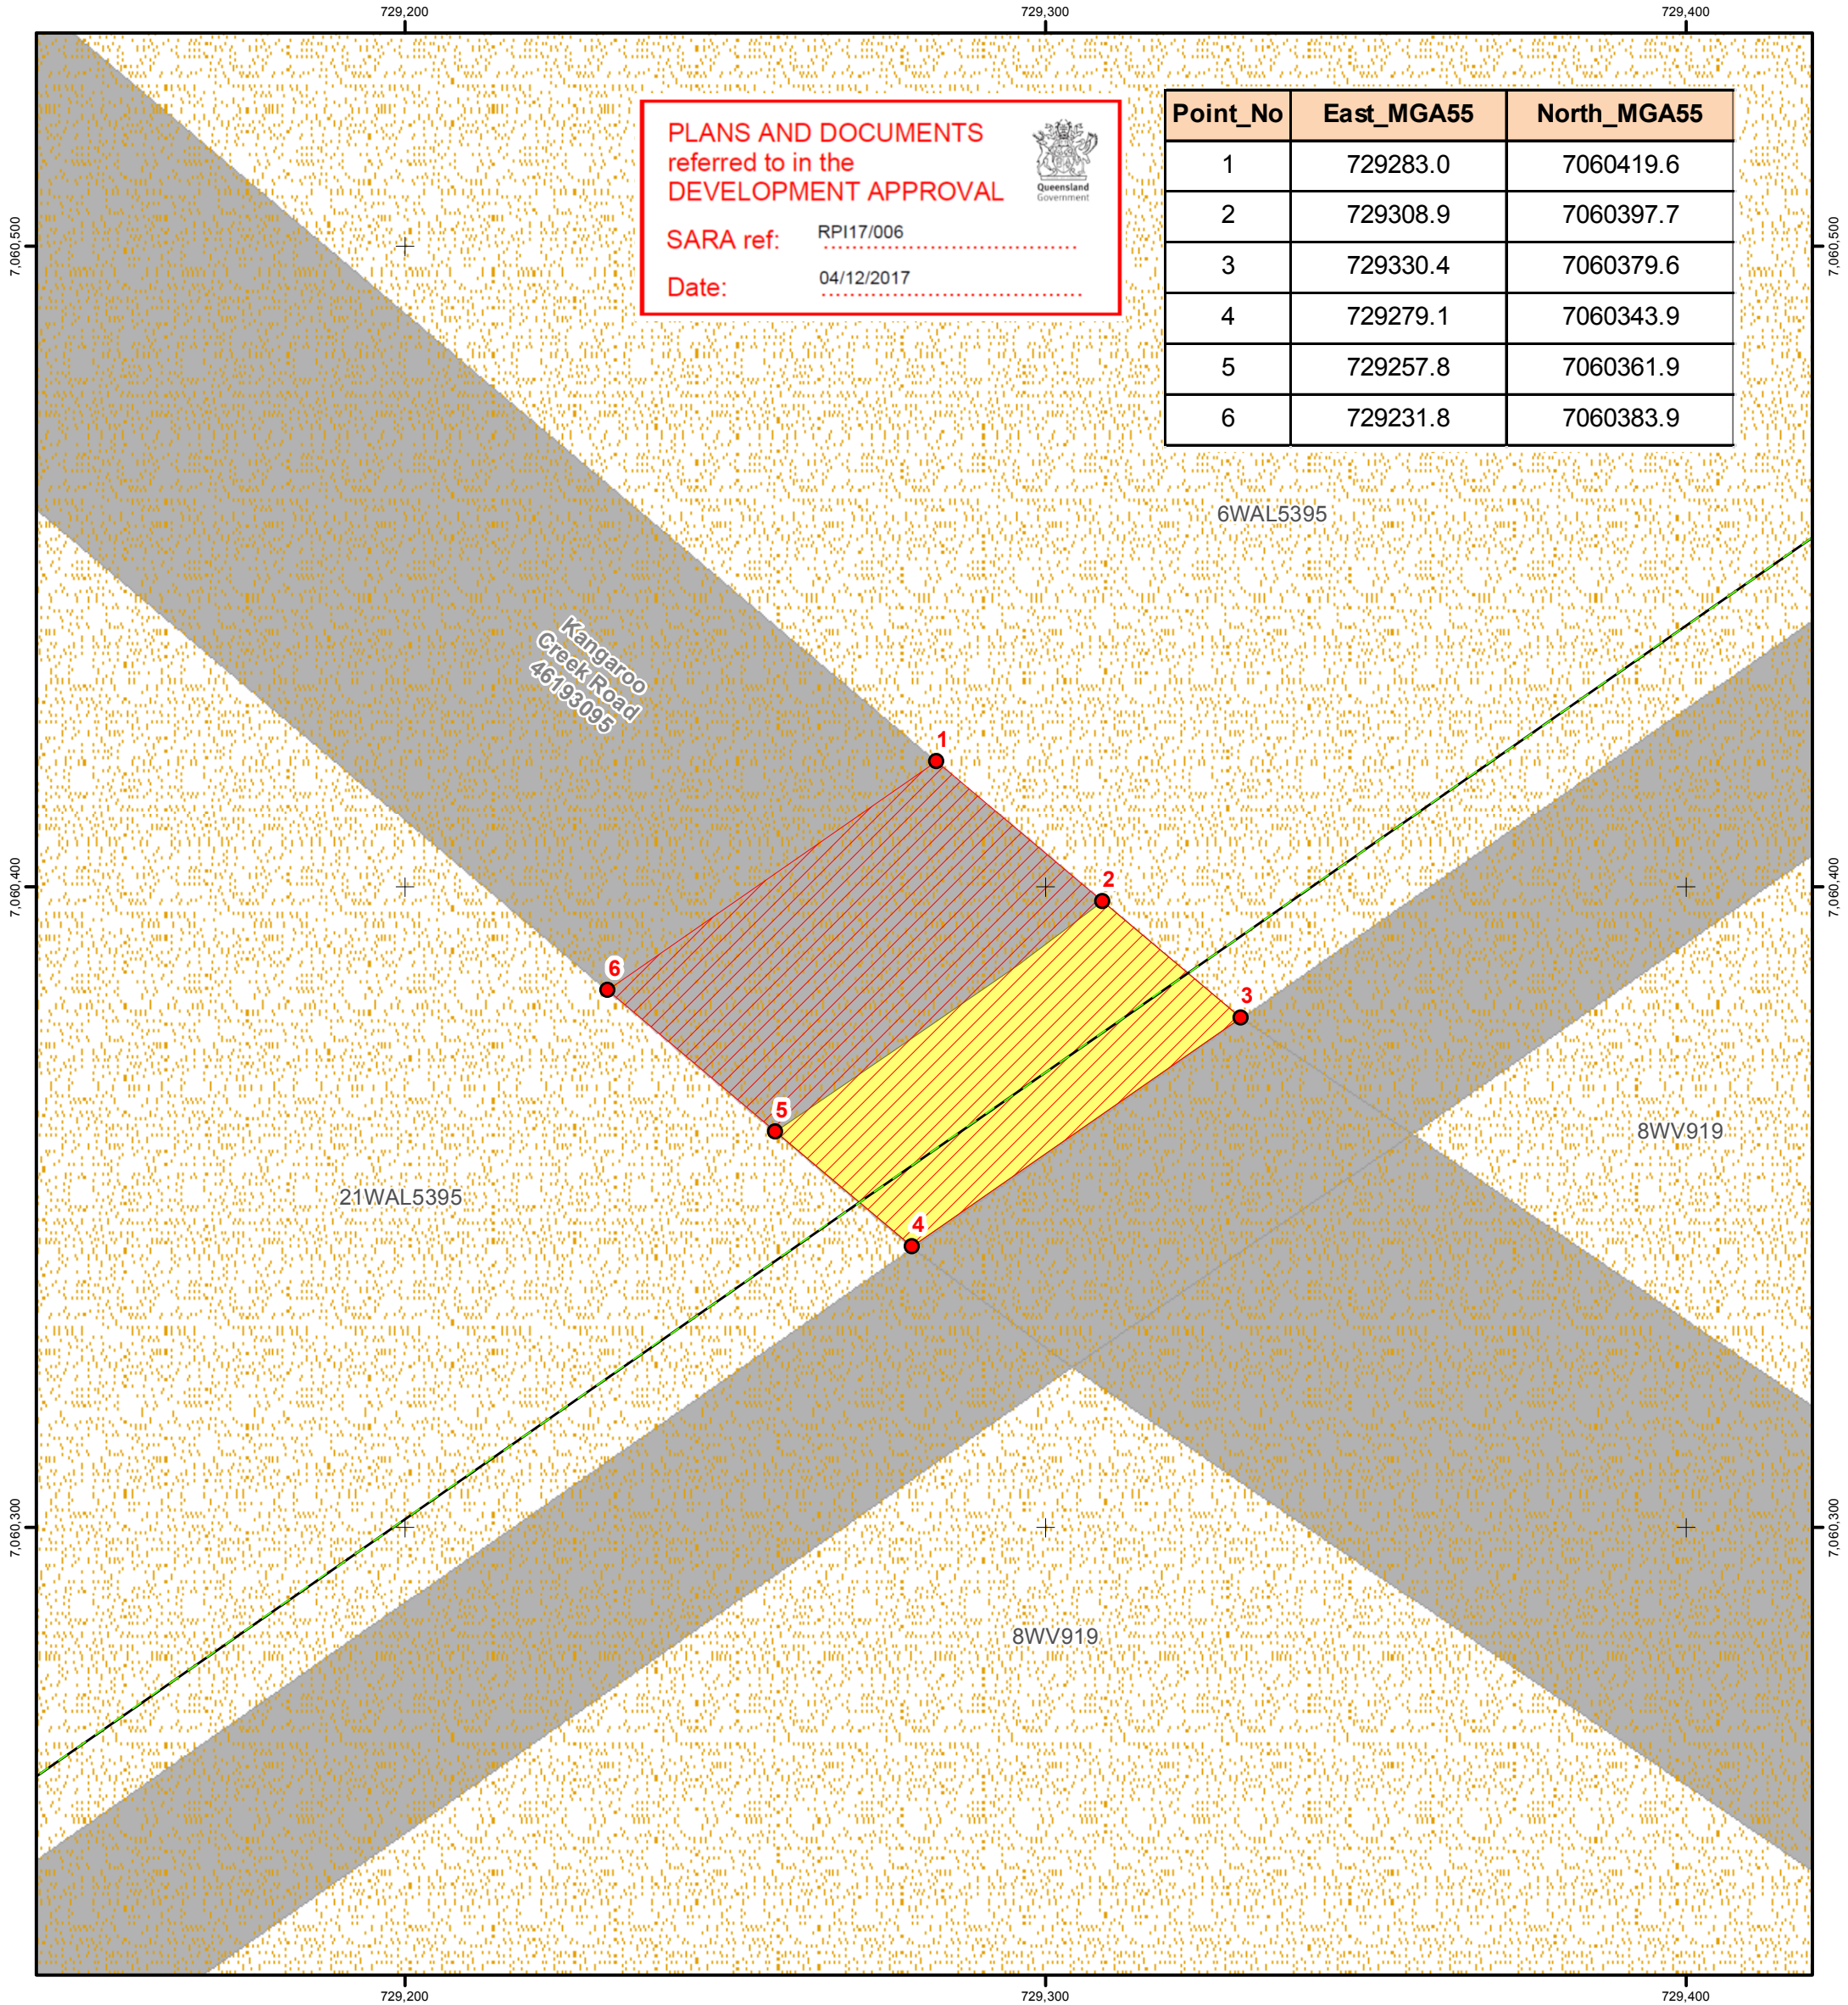 729,200
729,300
729,400
PLANS AND DOCUMENTS
referred to in the
DEVELOPMENT APPROVAL
Queensland
Government
SARA ref: RPI17/006
Date: 04/12/2017
Point_No East_MGA55 North_MGA55
1 729283.0 7060419.6
2 729308.9 7060397.7
3 729330.4 7060379.6
4 729279.1 7060343.9
5 729257.8 7060361.9
6 729231.8 7060383.9
7,060,500
7,060,500
6WAL5395
Kangaroo
Creek Road
46193095
1
7,060,400
2
7,060,400
6
3
5
8WV919
21WAL5395
4
7,060,300
7,060,300
8WV919
729,200
729,300
729,400